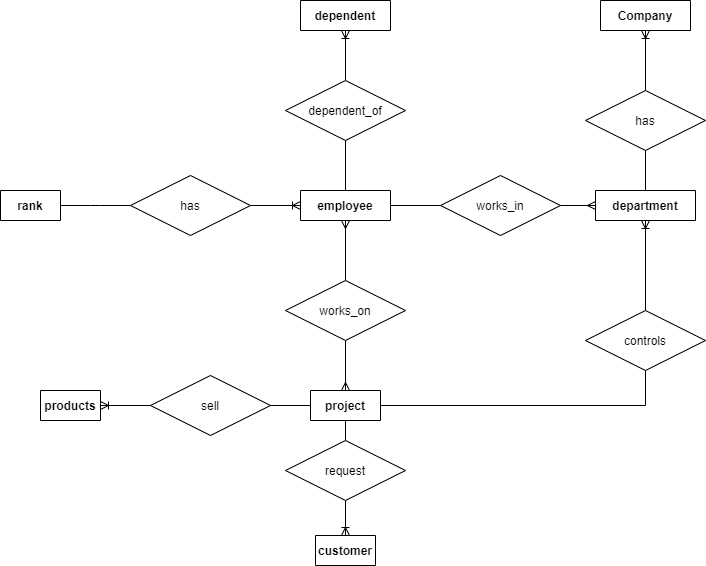 dependent
Company
dependent_of
has
rank
has
employee
works_in
department
works_on
controls
products
sell
project
request
customer